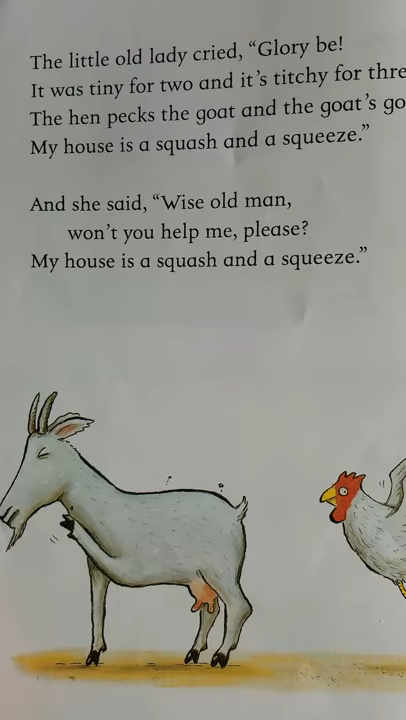 The little old lady cried, “Glory be!
It was tiny for two and it’s titchy for
The hen pecks the goat and the goat’s
My house is a squash and a squeeze.”
And she said, “Wise old man,
won’t you help me, please?
My house is a squash and a squeeze.”